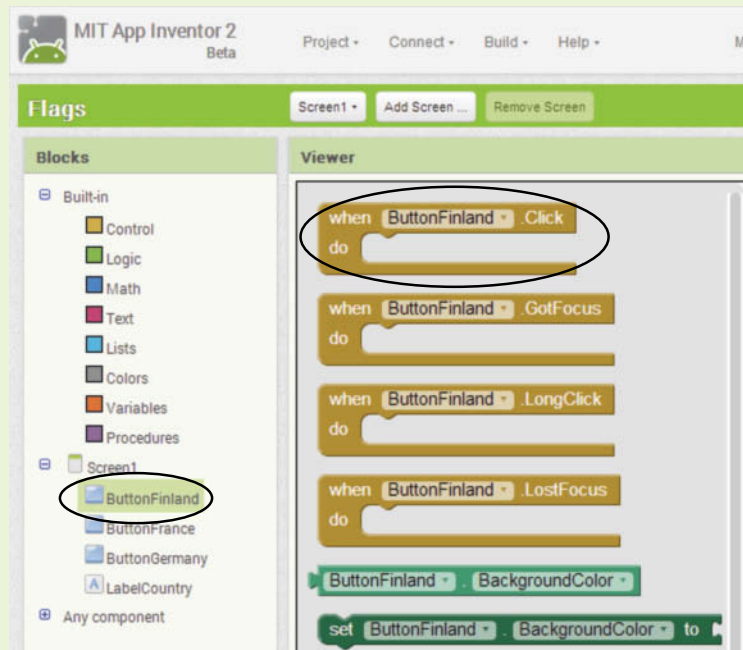 MIT App Inventor 2
Beta
Project Connect Build Help M
Flags
Screen1 Add Screen ... Remove Screen
Blocks
Viewer
Built-in
Control
Logic
Math
Text
Lists
Colors
Variables
Procedures
Screen1
ButtonFinland
ButtonFrance
ButtonGermany
A LabelCountry
Any component
when ButtonFinland .Click
do
when ButtonFinland .GotFocus
do
when ButtonFinland .LongClick
do
when ButtonFinland .LostFocus
do
ButtonFinland . BackgroundColor
set ButtonFinland . BackgroundColor to